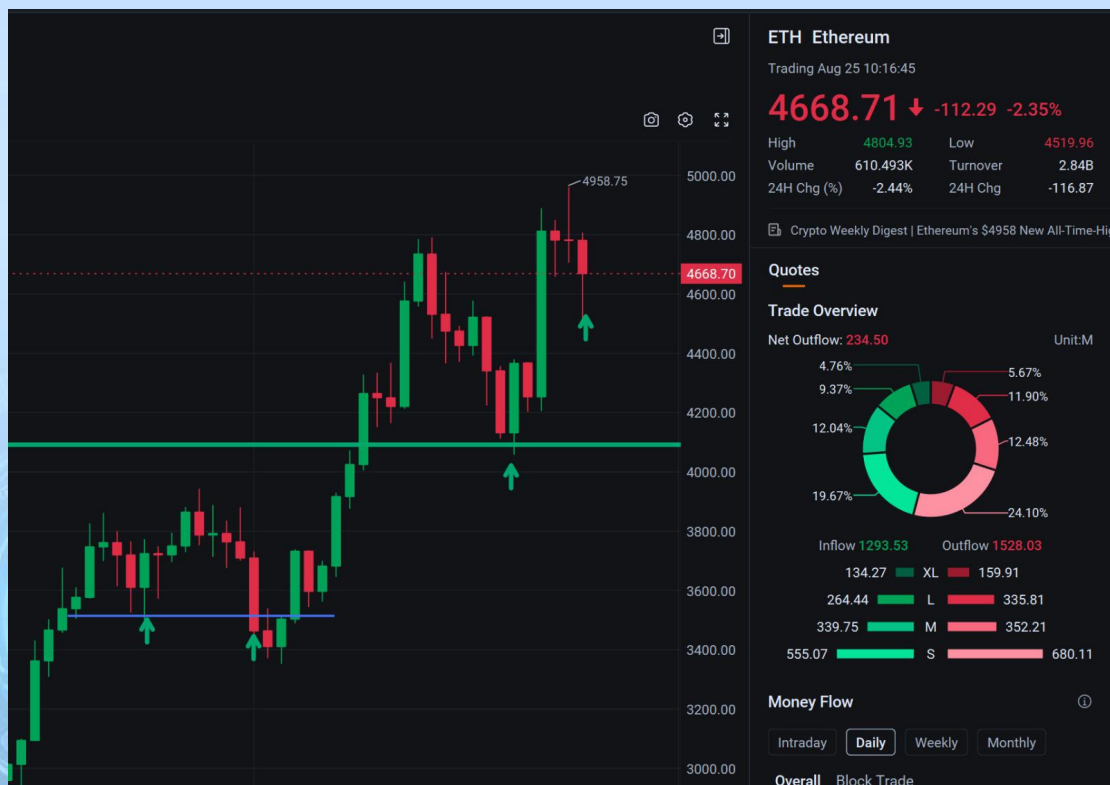 ETH Ethereum
Trading Aug 25 10:16:45
4668.71 -112.29 -2.35%
High 4804.93 Low 4519.96
Volume 610.493K Turnover 2.84B
24H Chg (%) -2.44% 24H Chg -116.87
Crypto Weekly Digest | Ethereum's $4958 New All-Time-Hi
Quotes
Trade Overview
Net Outflow: 234.50 Unit:M
4.76% 5.67%
9.37% 11.90%
12.04% 12.48%
19.67% 24.10%
Inflow 1293.53 Outflow 1528.03
134.27 XL 159.91
264.44 L 335.81
339.75 M 352.21
555.07 S 680.11
Money Flow
Intraday Daily Weekly Monthly
Overall Block Trade
4958.75
5000.00
4800.00
4668.70
4600.00
4400.00
4200.00
4000.00
3800.00
3600.00
3400.00
3200.00
3000.00